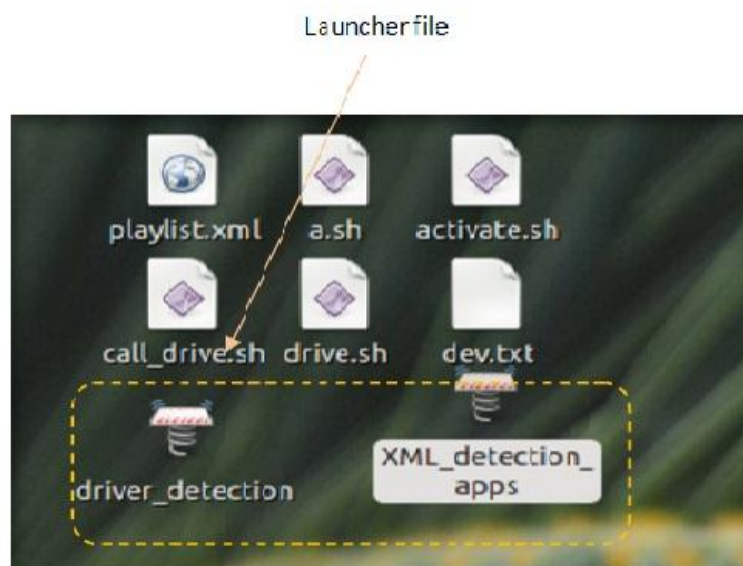 Launcher file
playlist.xml
a.sh
activate.sh
call_drive.sh
drive.sh
dev.txt
driver_detection
XML_detection_
apps